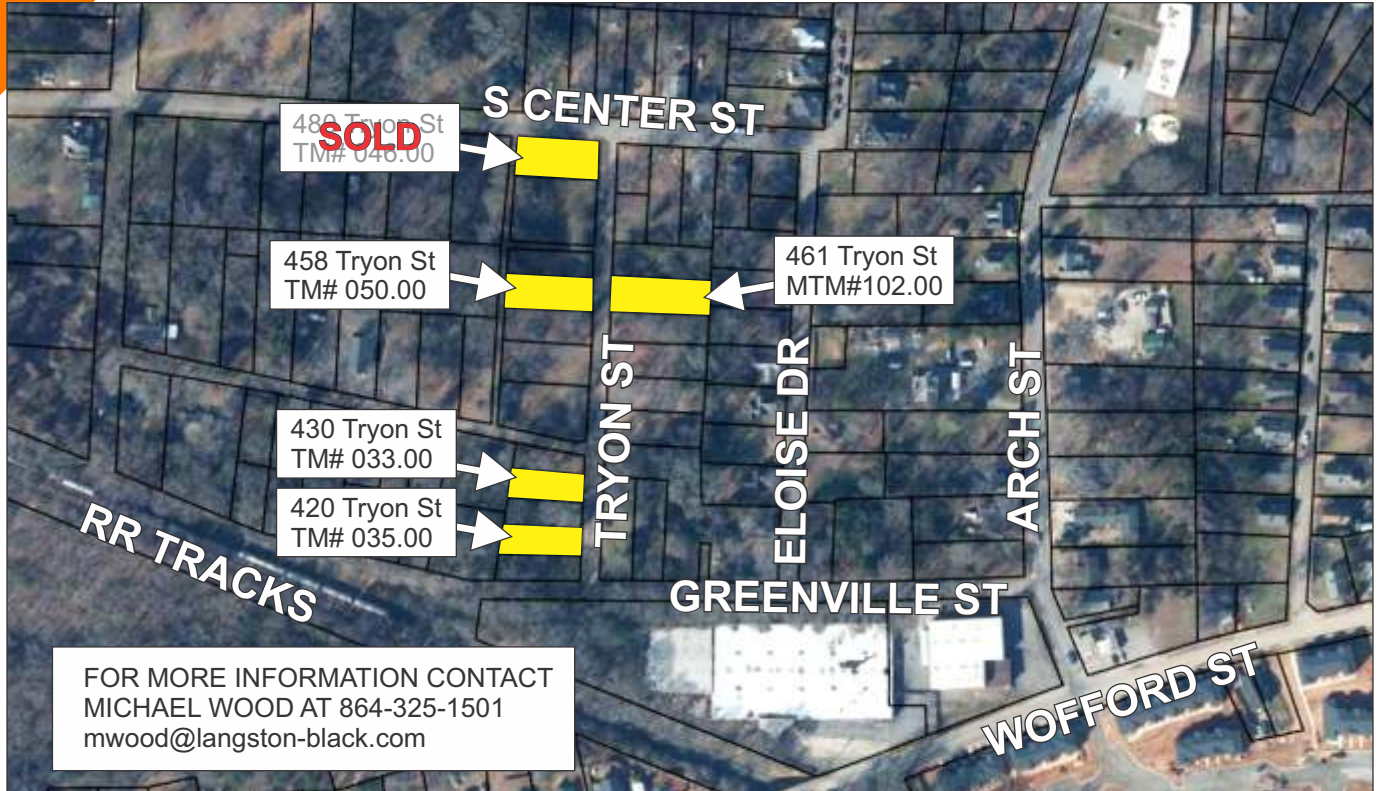 S CENTER ST
480 Tryon St
SOLD
TM# 046.00
458 Tryon St
TM# 050.00
461 Tryon St
MTM#102.00
TRYON ST
ELOISE DR
ARCH ST
430 Tryon St
TM# 033.00
420 Tryon St
TM# 035.00
RR TRACKS
GREENVILLE ST
WOFFORD ST
FOR MORE INFORMATION CONTACT
MICHAEL WOOD AT 864-325-1501
mwood@langston-black.com